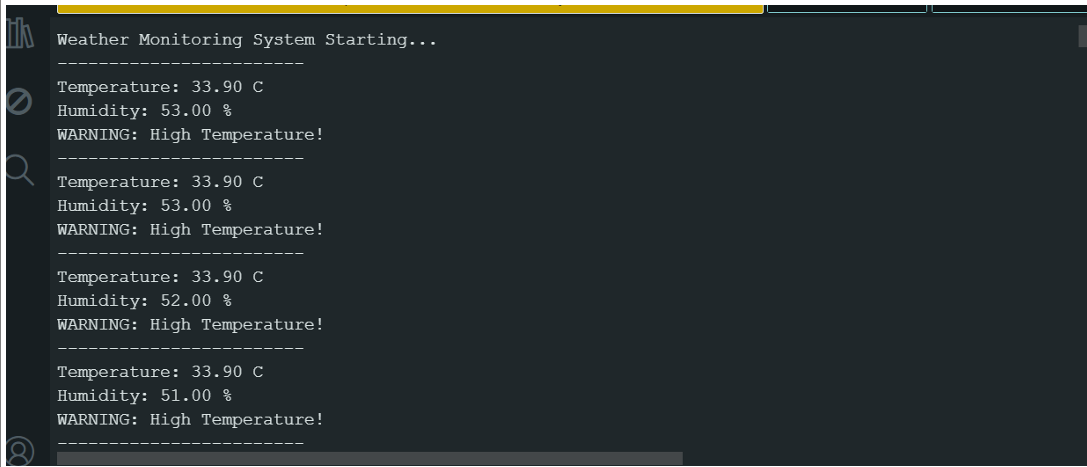 Weather Monitoring System Starting...
------------------------
Temperature: 33.90 C
Humidity: 53.00 %
WARNING: High Temperature!
------------------------
Temperature: 33.90 C
Humidity: 53.00 %
WARNING: High Temperature!
------------------------
Temperature: 33.90 C
Humidity: 52.00 %
WARNING: High Temperature!
------------------------
Temperature: 33.90 C
Humidity: 51.00 %
WARNING: High Temperature!
------------------------